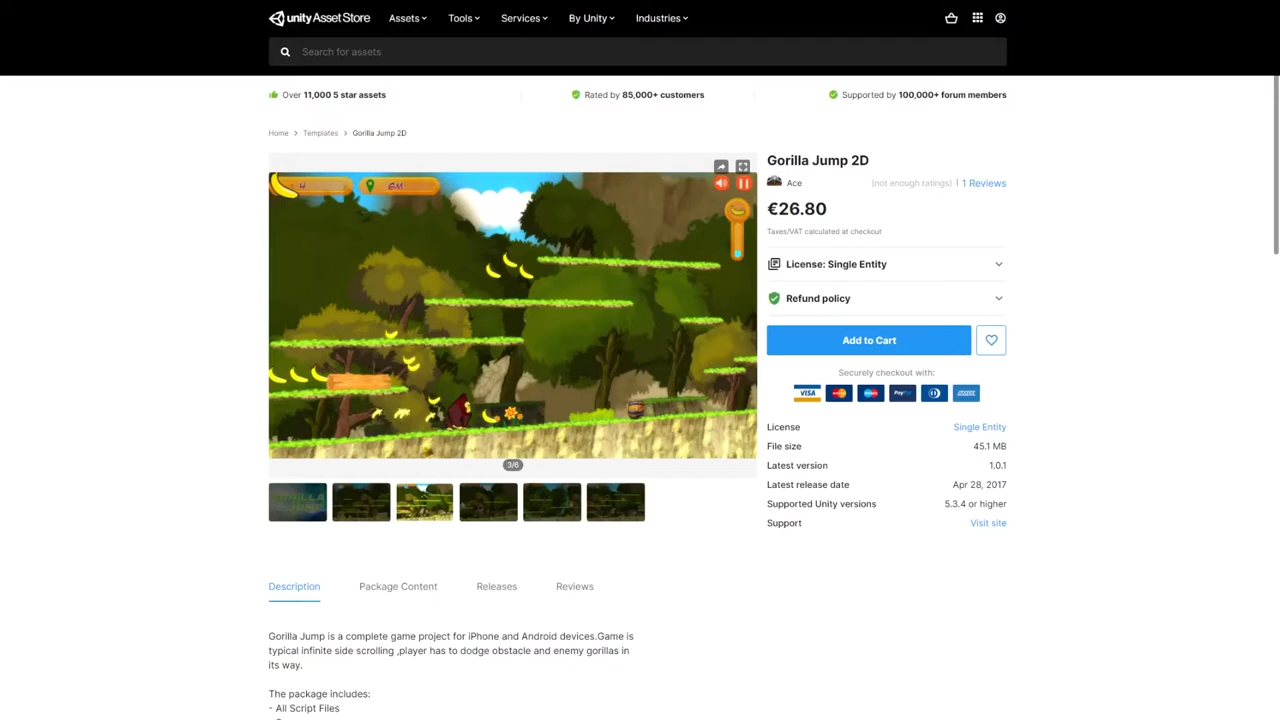 unity Asset Store
Assets
Tools
Services
By Unity
Industries
Search for assets
Over 11,000 5 star assets
Rated by 85,000+ customers
Supported by 100,000+ forum members
Home > Templates > Gorilla Jump 2D
4
6M
3/6
GORILLA
JUMP
Gorilla Jump 2D
Ace
(not enough ratings) | 1 Reviews
€26.80
Taxes/VAT calculated at checkout
License: Single Entity
Refund policy
Add to Cart
Securely checkout with:
VISA
PayPal
License Single Entity
File size 45.1 MB
Latest version 1.0.1
Latest release date Apr 28, 2017
Supported Unity versions 5.3.4 or higher
Support Visit site
Description
Package Content
Releases
Reviews
Gorilla Jump is a complete game project for iPhone and Android devices.Game is
typical infinite side scrolling ,player has to dodge obstacle and enemy gorillas in
its way.
The package includes:
- All Script Files